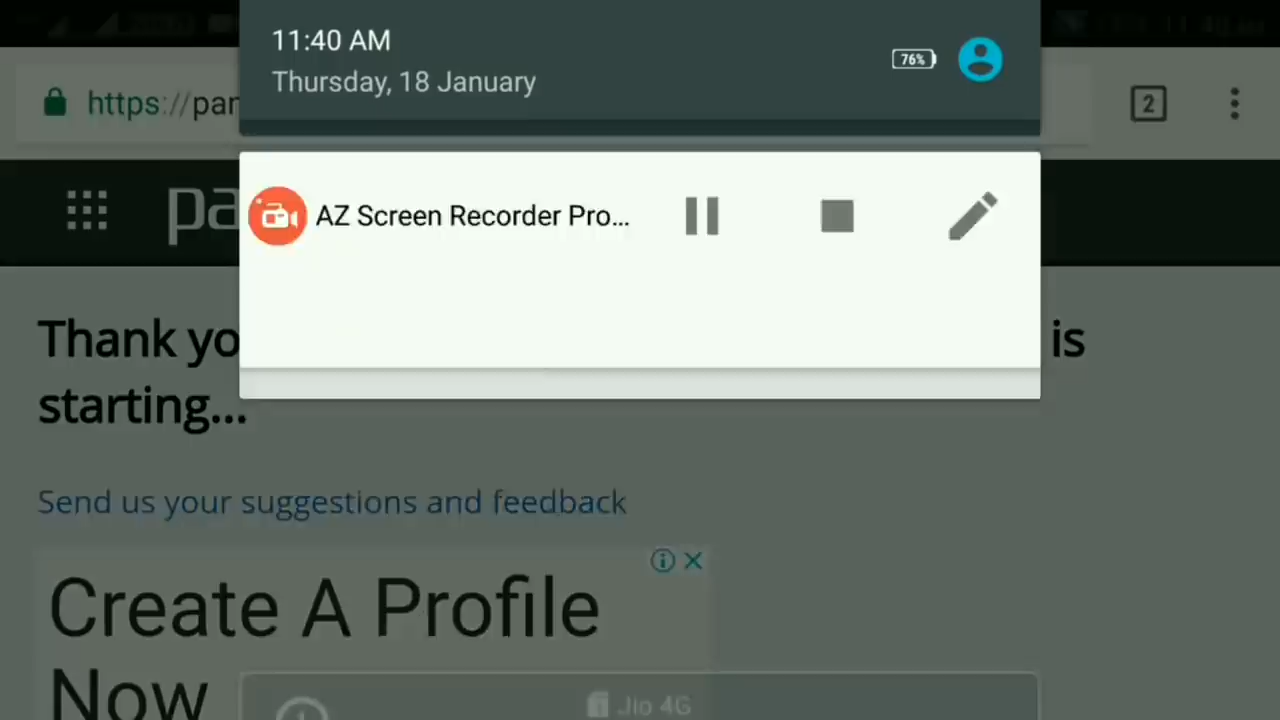 11:40 AM
76%
Thursday, 18 January
https://par
2
pa
AZ Screen Recorder Pro...
Thank yo
is
starting...
Send us your suggestions and feedback
Create A Profile
Now
Jio 4G